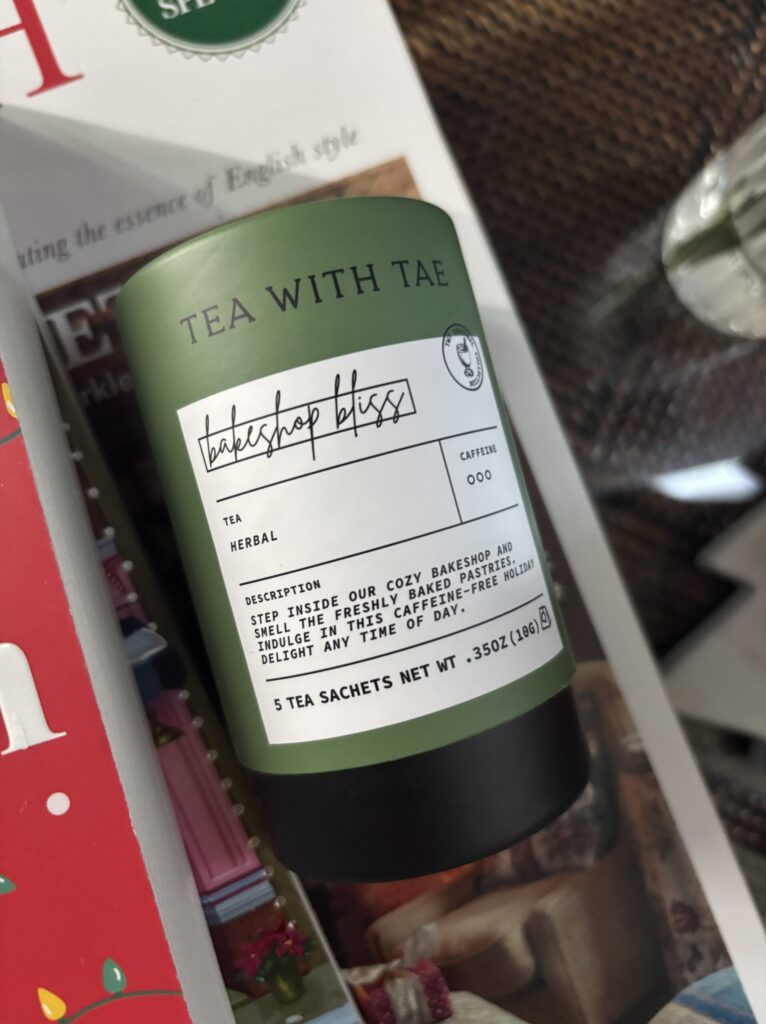 H
ating the essence of English style
TEA WITH TAE
bakeshop bliss
CAFFEINE
TEA
HERBAL
DESCRIPTION
STEP INSIDE OUR COZY BAKESHOP AND
SMELL THE FRESHLY BAKED PASTRIES.
INDULGE IN THIS CAFFEINE-FREE HOLIDAY
DELIGHT ANY TIME OF DAY.
5 TEA SACHETS NET WT .35OZ(10G)